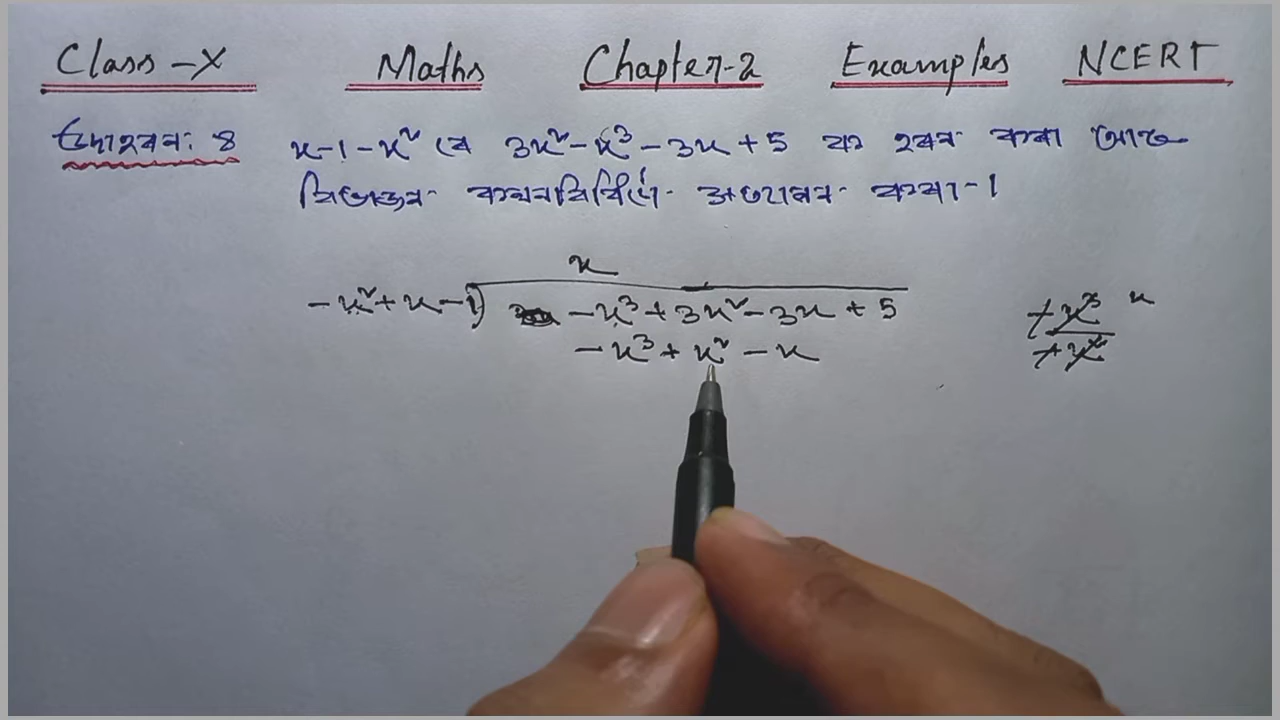 Class -X Maths Chapter-2 Examples NCERT
উদাহৰণ: 8 x-1-x² ৰে 3x²-x³-3x+5 ক হৰণ কৰা আৰু
বিভাজন কলনবিধি সত্যাপন কৰা-।
x
-x²+x-1) -x³+3x²-3x+5
-x³+x²-x
+x³ x
+x²